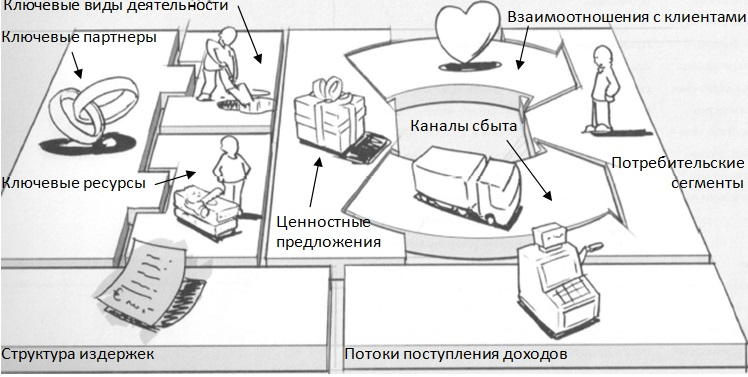 Ключевые виды деятельности
Взаимоотношения с клиентами
Ключевые партнеры
Каналы сбыта
Потребительские
сегменты
Ключевые ресурсы
Ценностные
предложения
Структура издержек
Потоки поступления доходов